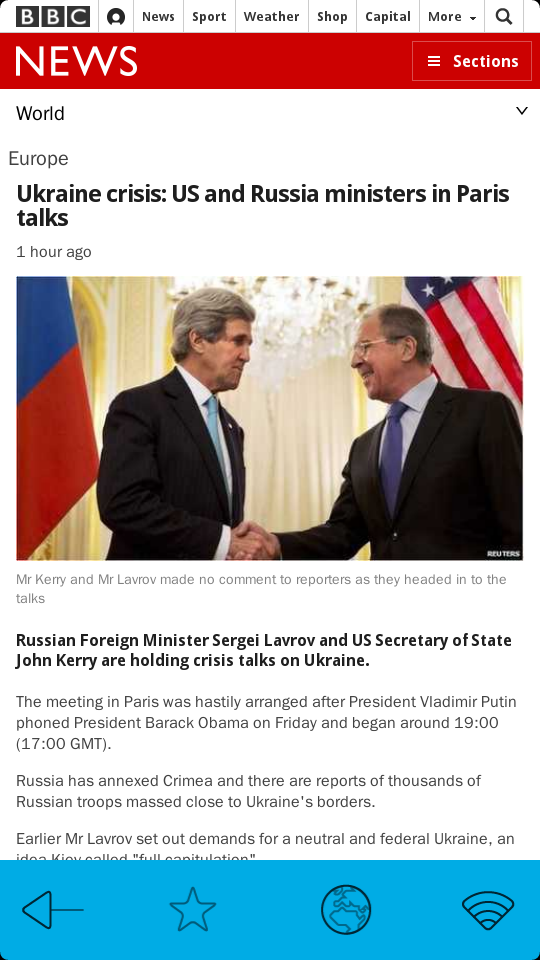 BBC News Sport Weather Shop Capital More
NEWS Sections
World
Europe
Ukraine crisis: US and Russia ministers in Paris
talks
1 hour ago
REUTERS
Mr Kerry and Mr Lavrov made no comment to reporters as they headed in to the
talks
Russian Foreign Minister Sergei Lavrov and US Secretary of State
John Kerry are holding crisis talks on Ukraine.
The meeting in Paris was hastily arranged after President Vladimir Putin
phoned President Barack Obama on Friday and began around 19:00
(17:00 GMT).
Russia has annexed Crimea and there are reports of thousands of
Russian troops massed close to Ukraine's borders.
Earlier Mr Lavrov set out demands for a neutral and federal Ukraine, an
idea Kiev called "full capitulation"